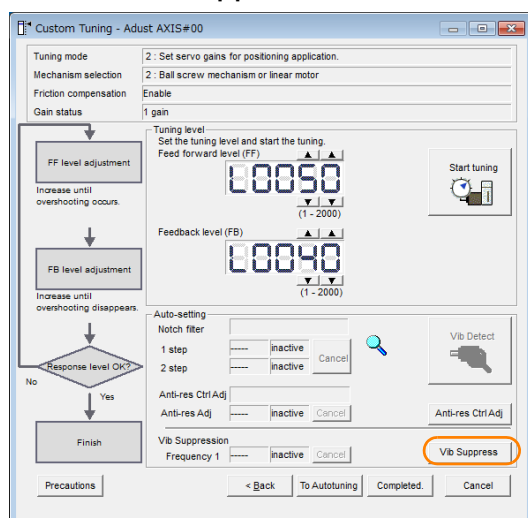 Custom Tuning - Adust AXIS#00
Tuning mode 2 : Set servo gains for positioning application.
Mechanism selection 2 : Ball screw mechanism or linear motor
Friction compensation Enable
Gain status 1 gain
FF level adjustment
Increase until
overshooting occurs.
FB level adjustment
Increase until
overshooting disappears.
Response level OK?
No
Yes
Finish
Tuning level
Set the tuning level and start the tuning.
Feed forward level (FF)
L0050
(1 - 2000)
Feedback level (FB)
L0040
(1 - 2000)
Start tuning
Auto-setting
Notch filter
1 step ----- inactive
Cancel
2 step ----- inactive
Vib Detect
Anti-res Ctrl Adj
Anti-res Adj ----- inactive Cancel
Anti-res Ctrl Adj
Vib Suppression
Frequency 1 ----- inactive Cancel
Vib Suppress
Precautions < Back To Autotuning Completed. Cancel